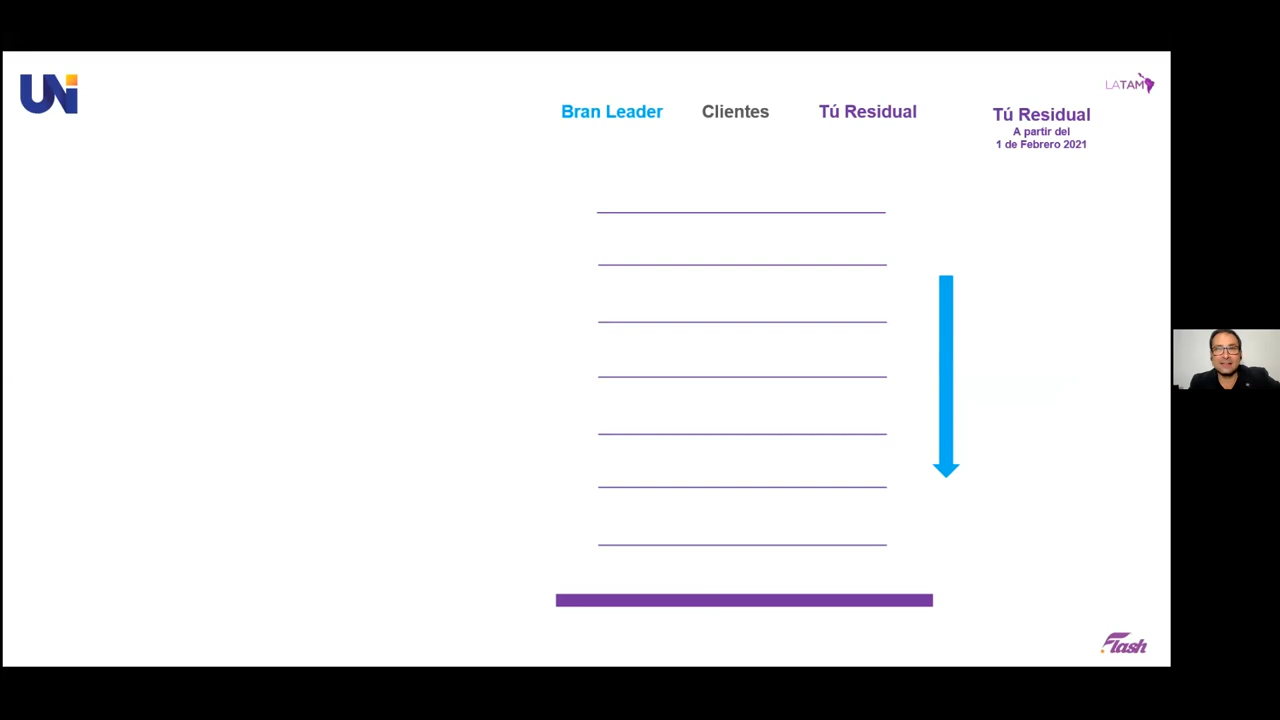 UNi
LATAM
Bran Leader
Clientes
Tú Residual
Tú Residual
A partir del
1 de Febrero 2021
Flash